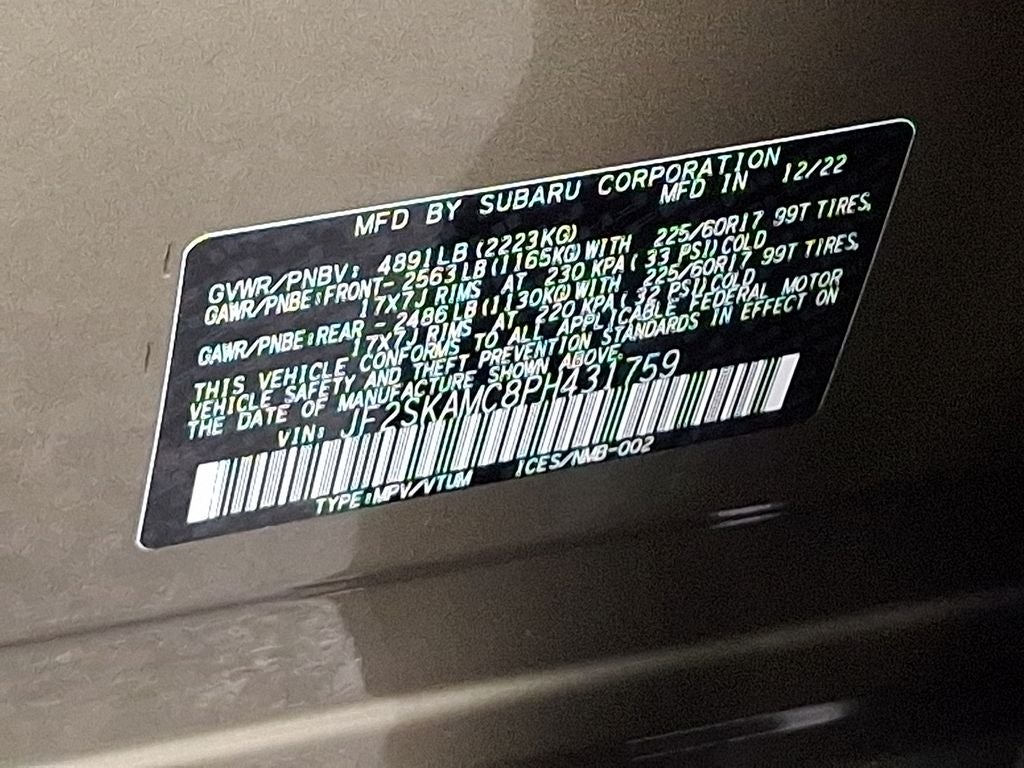 MFD BY SUBARU CORPORATION
MFD IN 12/22
GVWR/PNBV: 4891LB(2223KG)
GAWR/PNBE:FRONT- 2563LB(1165KG)WITH 225/60R17 99T TIRES,
17X7J RIMS AT 230 KPA( 33 PSI)COLD
GAWR/PNBE:REAR - 2486LB(1130KG)WITH 225/60R17 99T TIRES,
17X7J RIMS AT 220 KPA( 32 PSI)COLD
THIS VEHICLE CONFORMS TO ALL APPLICABLE FEDERAL MOTOR
VEHICLE SAFETY AND THEFT PREVENTION STANDARDS IN EFFECT ON
THE DATE OF MANUFACTURE SHOWN ABOVE.
VIN: JF2SKAMC8PH431759
TYPE:MPV/VTUM ICES/NMB-002